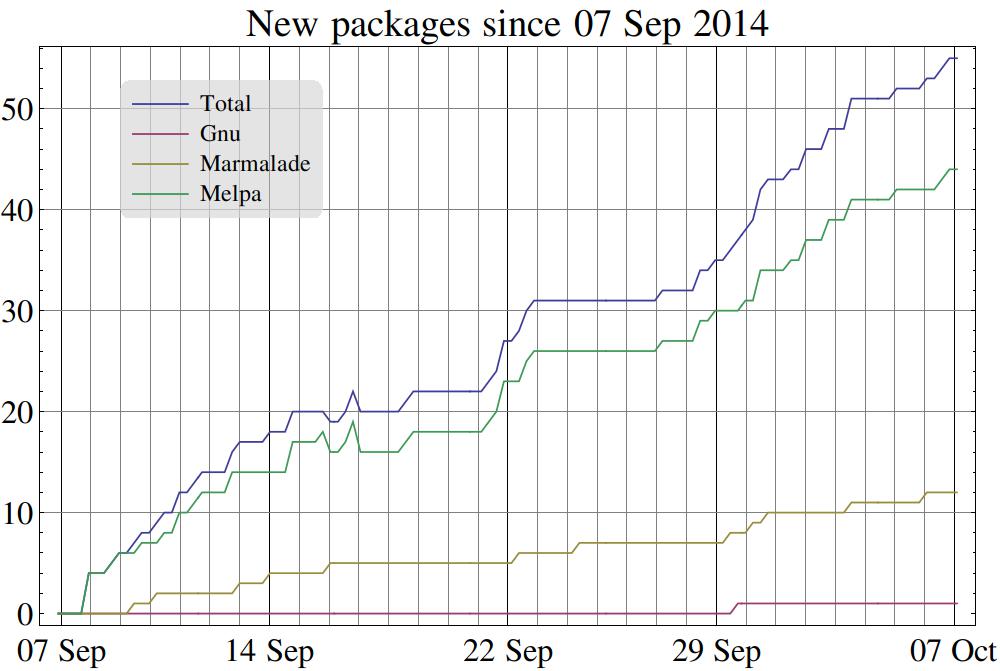 New packages since 07 Sep 2014
Total
Gnu
Marmalade
Melpa
50
40
30
20
10
0
07 Sep 14 Sep 22 Sep 29 Sep 07 Oct